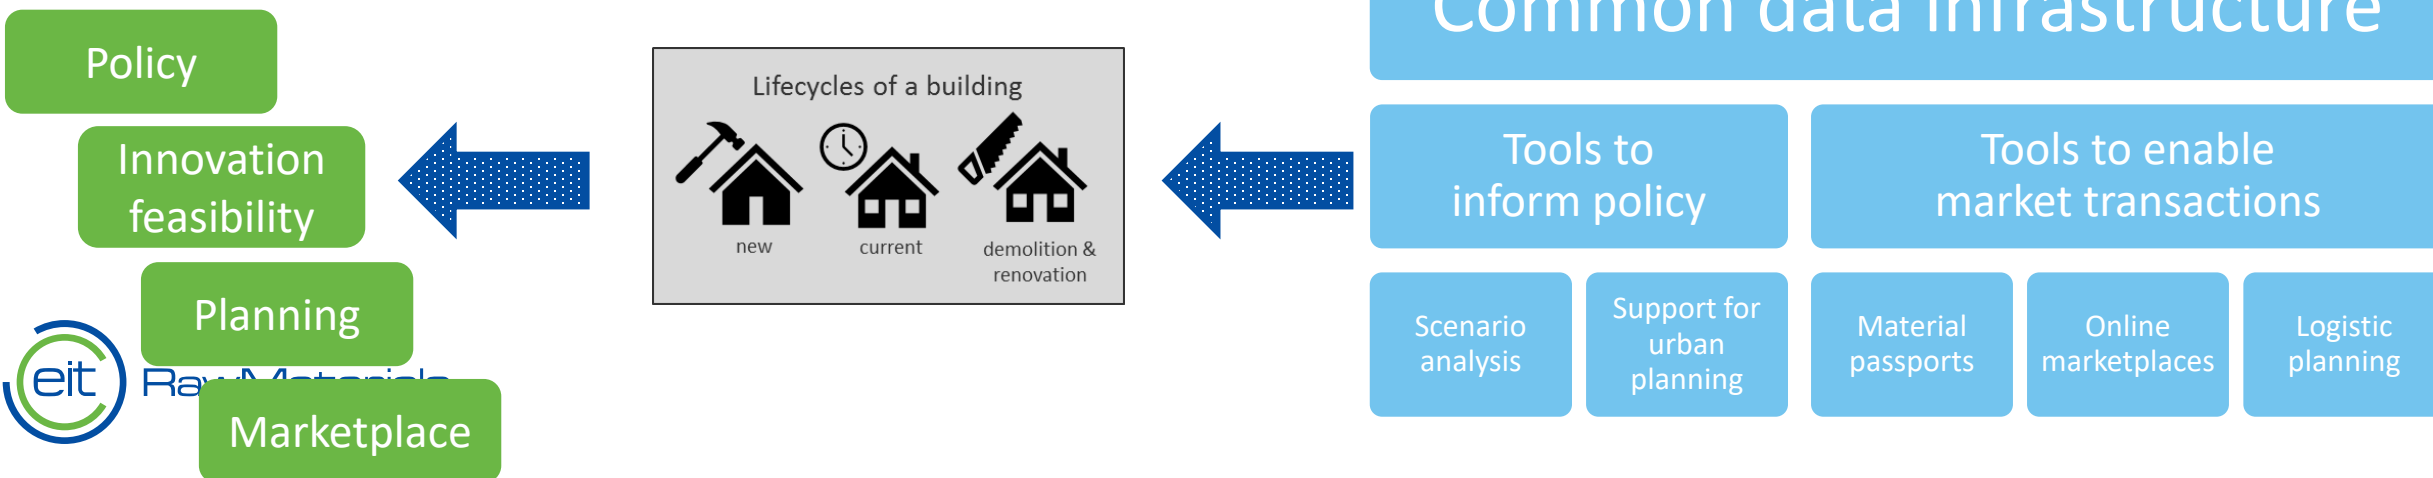 Policy
Innovation
feasibility
Planning
eit RawMaterials
Marketplace
Lifecycles of a building
new
current
demolition &
renovation
Common data infrastructure
Tools to
inform policy
Tools to enable
market transactions
Scenario
analysis
Support for
urban
planning
Material
passports
Online
marketplaces
Logistic
planning